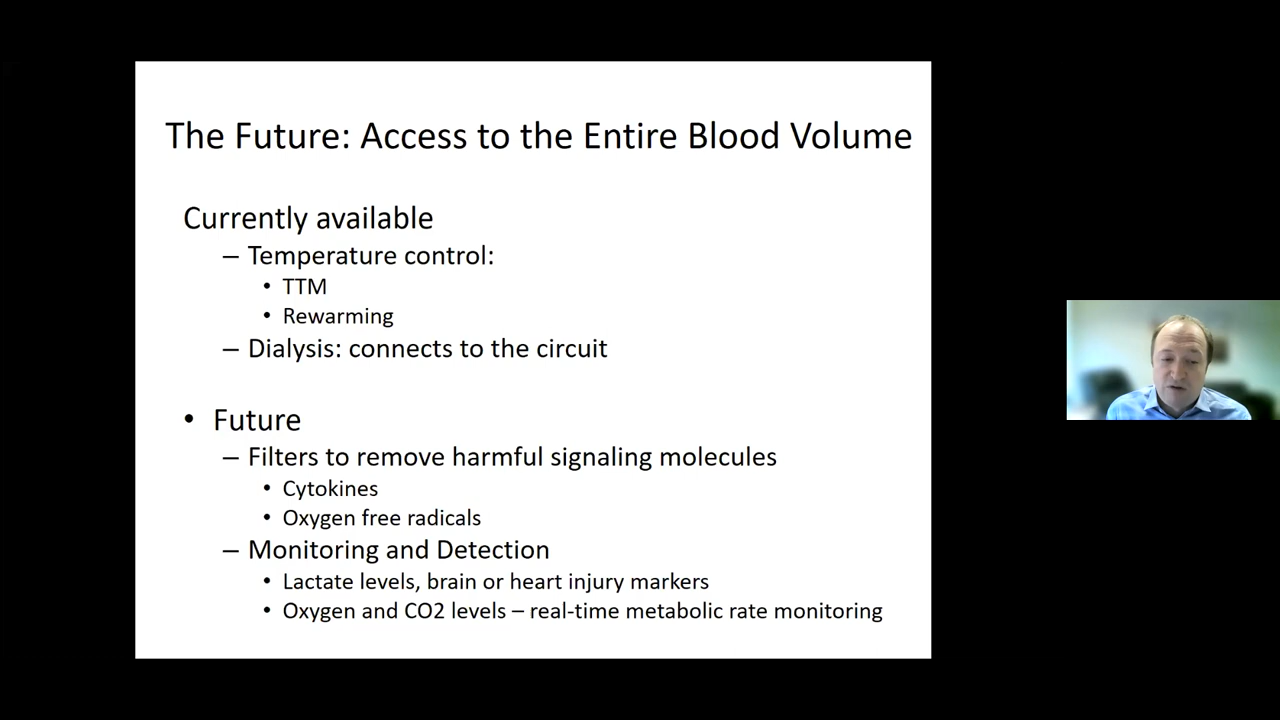 The Future: Access to the Entire Blood Volume
Currently available
– Temperature control:
• TTM
• Rewarming
– Dialysis: connects to the circuit
• Future
– Filters to remove harmful signaling molecules
• Cytokines
• Oxygen free radicals
– Monitoring and Detection
• Lactate levels, brain or heart injury markers
• Oxygen and CO2 levels – real-time metabolic rate monitoring